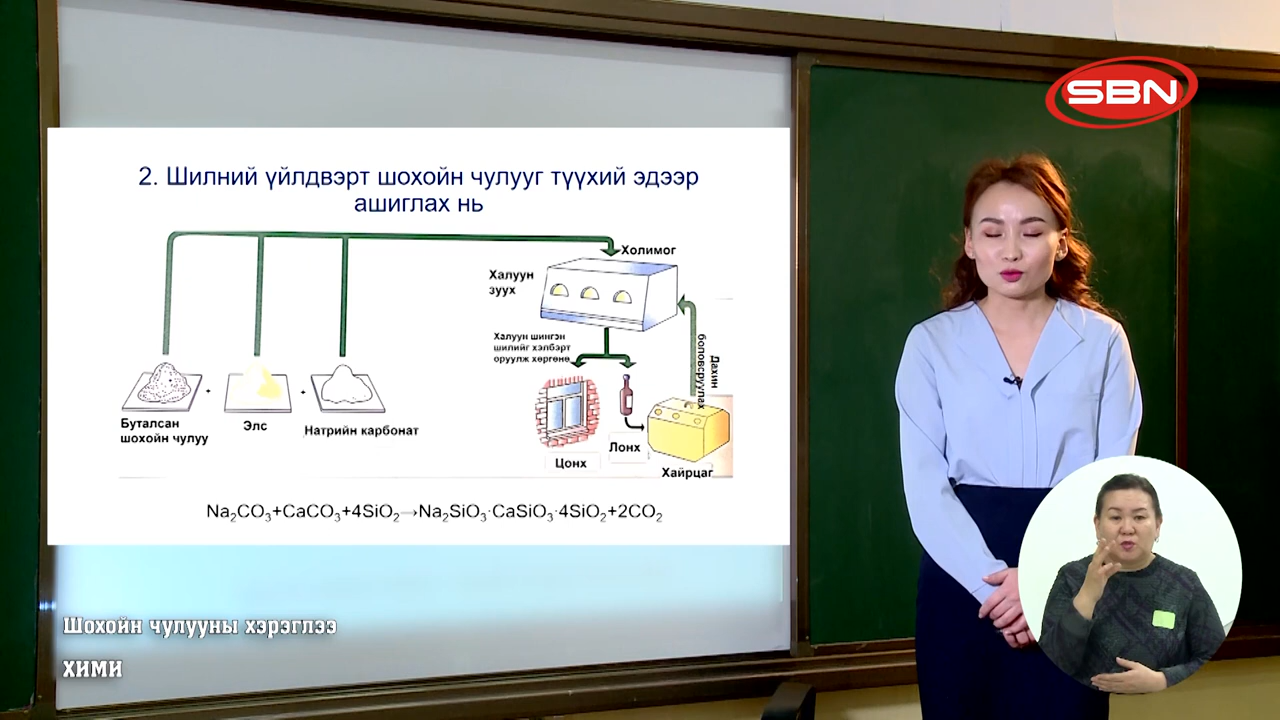 SBN
2. Шилний үйлдвэрт шохойн чулууг түүхий эдээр
ашиглах нь
Холимог
Халуун
зуух
Халуун шингэн
шилийг хэлбэрт
оруулж хөргөнө
Дахин
боловсруулах
Буталсан
шохойн чулуу
Элс
Натрийн карбонат
Цонх
Лонх
Хайрцаг
Na₂CO₃+CaCO₃+4SiO₂→Na₂SiO₃·CaSiO₃·4SiO₂+2CO₂
Шохойн чулууны хэрэглээ
ХИМИ